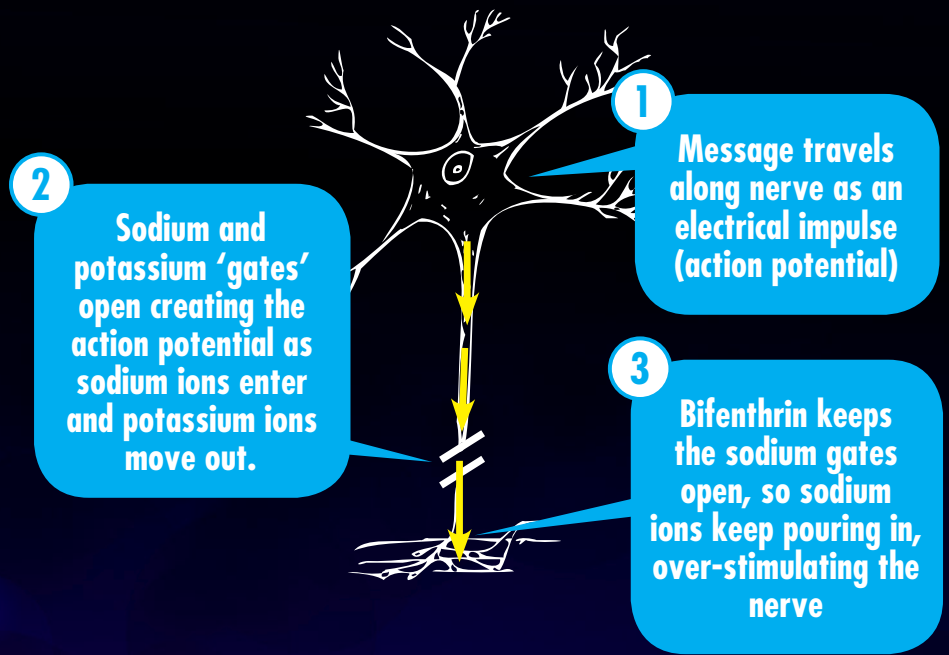 1
Message travels
along nerve as an
electrical impulse
(action potential)
2
Sodium and
potassium ‘gates’
open creating the
action potential as
sodium ions enter
and potassium ions
move out.
3
Bifenthrin keeps
the sodium gates
open, so sodium
ions keep pouring in,
over-stimulating the
nerve